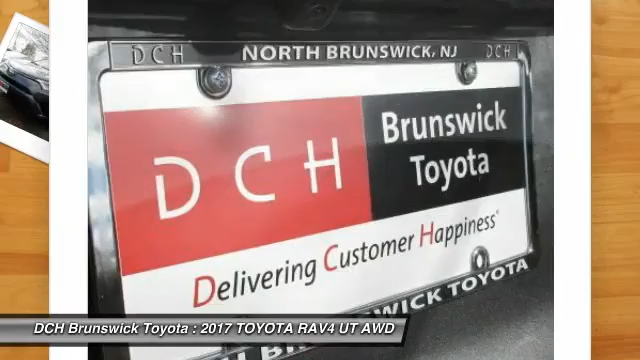 DCH NORTH BRUNSWICK, NJ DCH
DCH
Brunswick
Toyota
Delivering Customer Happiness
BRUNSWICK TOYOTA
DCH Brunswick Toyota : 2017 TOYOTA RAV4 UT AWD